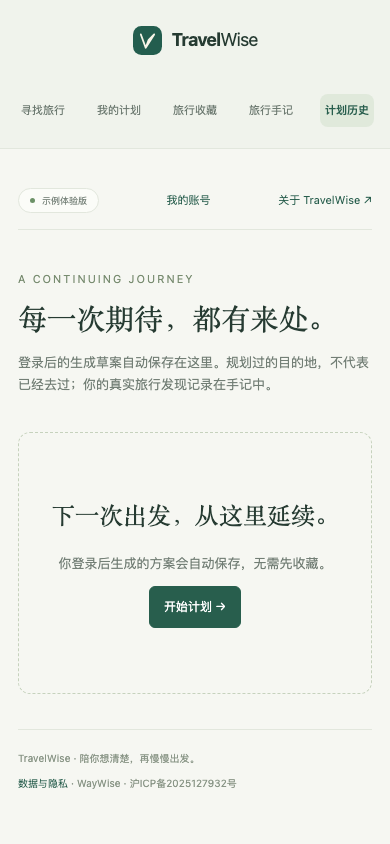 TravelWise
寻找旅行 我的计划 旅行收藏 旅行手记 计划历史
示例体验版 我的账号 关于 TravelWise ↗
A CONTINUING JOURNEY
每一次期待，都有来处。
登录后的生成草案自动保存在这里。规划过的目的地，不代表
已经去过；你的真实旅行发现记录在手记中。
下一次出发，从这里延续。
你登录后生成的方案会自动保存，无需先收藏。
开始计划 →
TravelWise · 陪你想清楚，再慢慢出发。
数据与隐私 · WayWise · 沪ICP备2025127932号